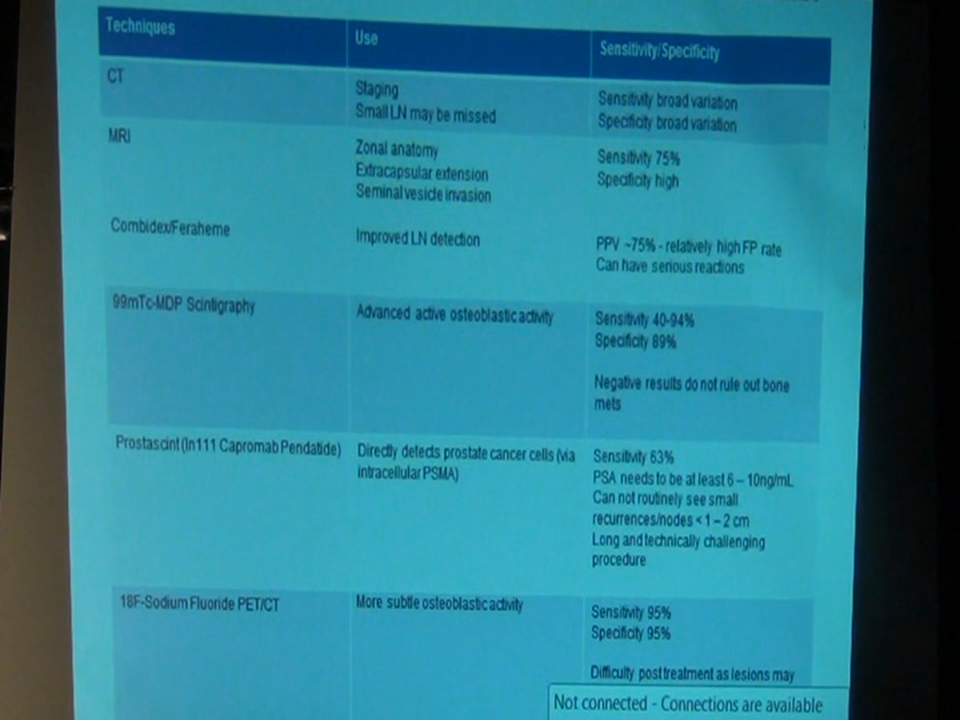 Techniques
Use
Sensitivity/Specificity
CT
Staging
Small LN may be missed
Sensitivity broad variation
Specificity broad variation
MRI
Zonal anatomy
Extracapsular extension
Seminal vesicle invasion
Sensitivity 75%
Specificity high
Combidex/Feraheme
Improved LN detection
PPV ~75% - relatively high FP rate
Can have serious reactions
99mTc-MDP Scintigraphy
Advanced active osteoblastic activity
Sensitivity 40-94%
Specificity 89%
Negative results do not rule out bone
mets
Prostascint (In111 Capromab Pendatide)
Directly detects prostate cancer cells (via
intracellular PSMA)
Sensitivity 63%
PSA needs to be at least 6 – 10ng/mL
Can not routinely see small
recurrences/nodes < 1 – 2 cm
Long and technically challenging
procedure
18F-Sodium Fluoride PET/CT
More subtle osteoblastic activity
Sensitivity 95%
Specificity 95%
Difficulty post treatment as lesions may
Not connected - Connections are available